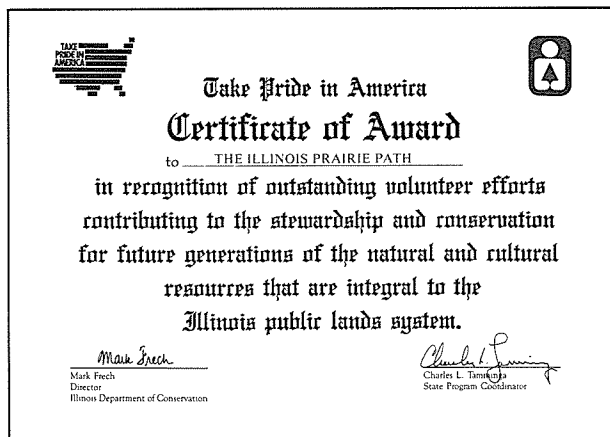 TAKE
PRIDE IN
AMERICA
Take Pride in America
Certificate of Award
to THE ILLINOIS PRAIRIE PATH
in recognition of outstanding volunteer efforts
contributing to the stewardship and conservation
for future generations of the natural and cultural
resources that are integral to the
Illinois public lands system.
Mark Frech
Mark Frech
Director
Illinois Department of Conservation
Charles L. Tamminga
Charles L. Tamminga
State Program Coordinator